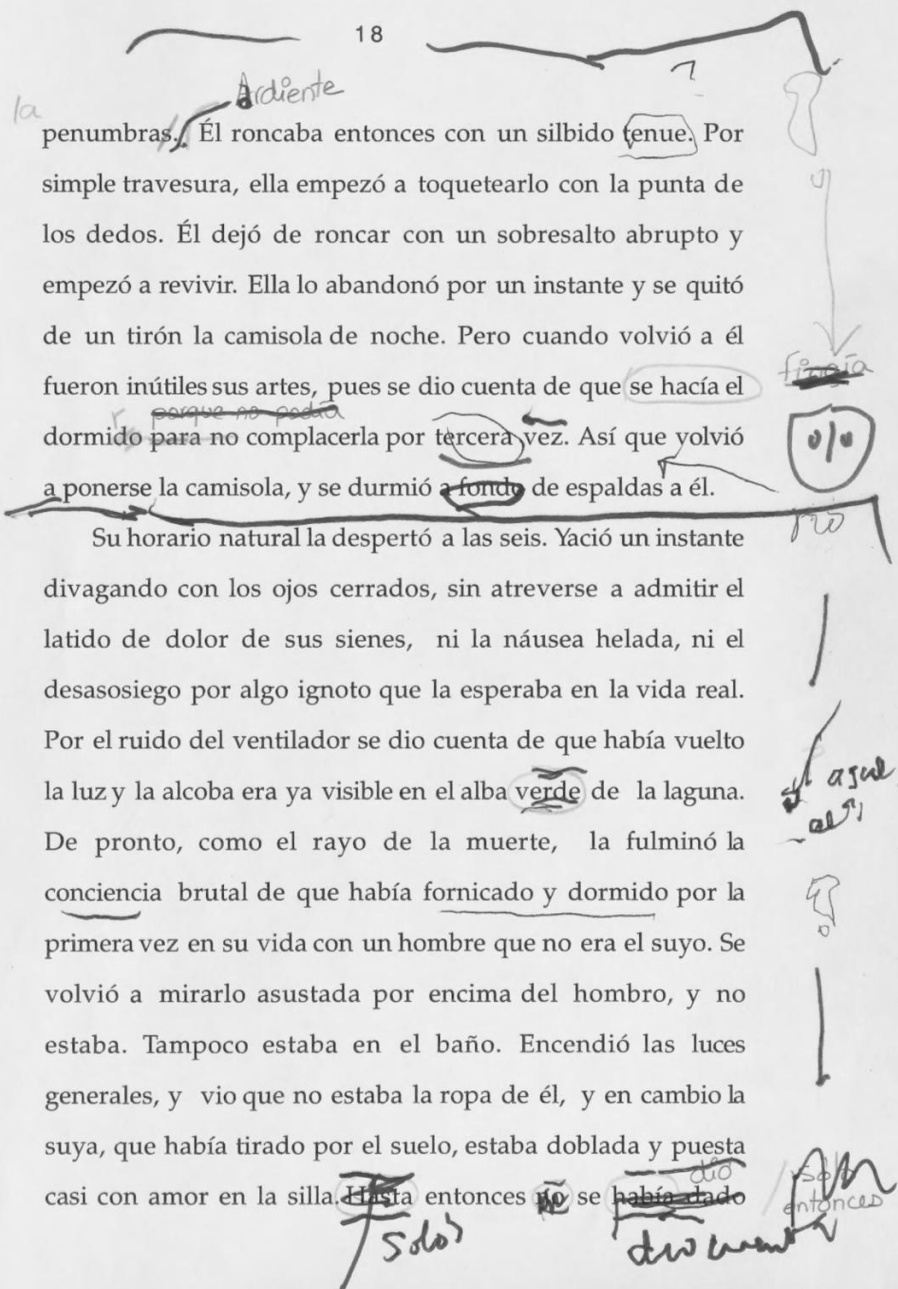 18
Ardiente
la
penumbras. Él roncaba entonces con un silbido tenue. Por
simple travesura, ella empezó a toquetearlo con la punta de
los dedos. Él dejó de roncar con un sobresalto abrupto y
empezó a revivir. Ella lo abandonó por un instante y se quitó
de un tirón la camisola de noche. Pero cuando volvió a él
fingía
fueron inútiles sus artes, pues se dio cuenta de que se hacía el
porque no podía
dormido para no complacerla por tercera vez. Así que volvió
a ponerse la camisola, y se durmió a fondo de espaldas a él.
Su horario natural la despertó a las seis. Yació un instante
divagando con los ojos cerrados, sin atreverse a admitir el
latido de dolor de sus sienes, ni la náusea helada, ni el
desasosiego por algo ignoto que la esperaba en la vida real.
Por el ruido del ventilador se dio cuenta de que había vuelto
la luz y la alcoba era ya visible en el alba verde de la laguna.
azul
De pronto, como el rayo de la muerte, la fulminó la
conciencia brutal de que había fornicado y dormido por la
primera vez en su vida con un hombre que no era el suyo. Se
volvió a mirarlo asustada por encima del hombro, y no
estaba. Tampoco estaba en el baño. Encendió las luces
generales, y vio que no estaba la ropa de él, y en cambio la
suya, que había tirado por el suelo, estaba doblada y puesta
dio
casi con amor en la silla. Hasta entonces no se había dado
Sólo
entonces
Solo